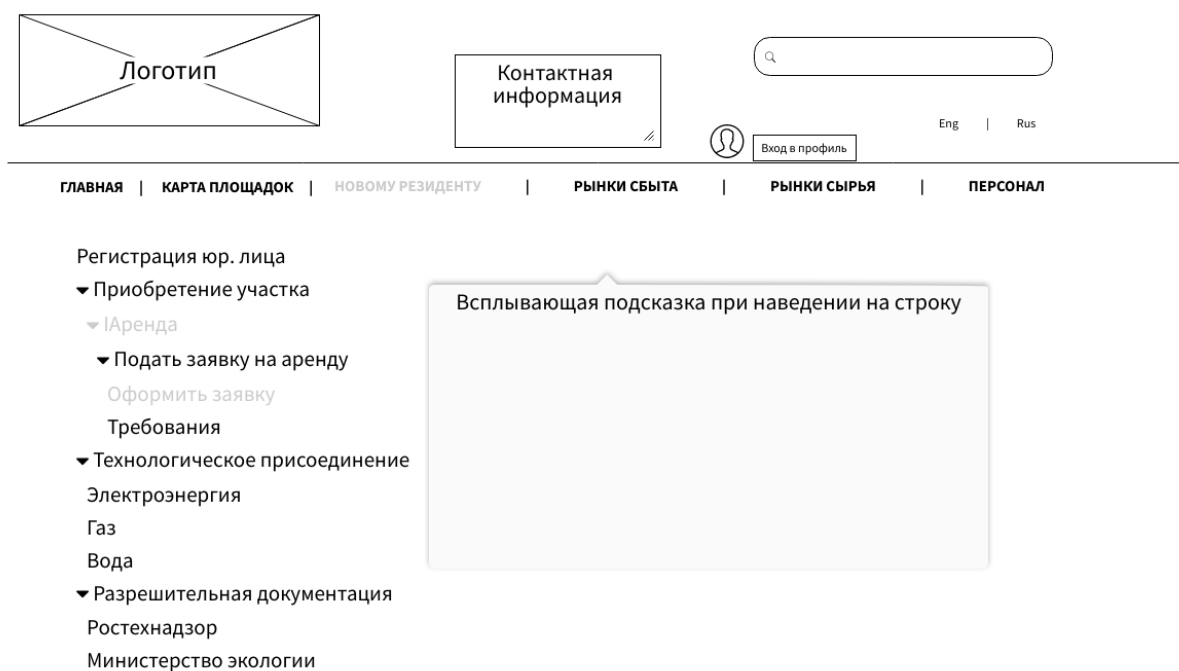 Логотип
Контактная
информация
Eng | Rus
Вход в профиль
ГЛАВНАЯ | КАРТА ПЛОЩАДОК | НОВОМУ РЕЗИДЕНТУ | РЫНКИ СБЫТА | РЫНКИ СЫРЬЯ | ПЕРСОНАЛ
Регистрация юр. лица
Приобретение участка
IАренда
Подать заявку на аренду
Оформить заявку
Требования
Технологическое присоединение
Электроэнергия
Газ
Вода
Разрешительная документация
Ростехнадзор
Министерство экологии
Всплывающая подсказка при наведении на строку